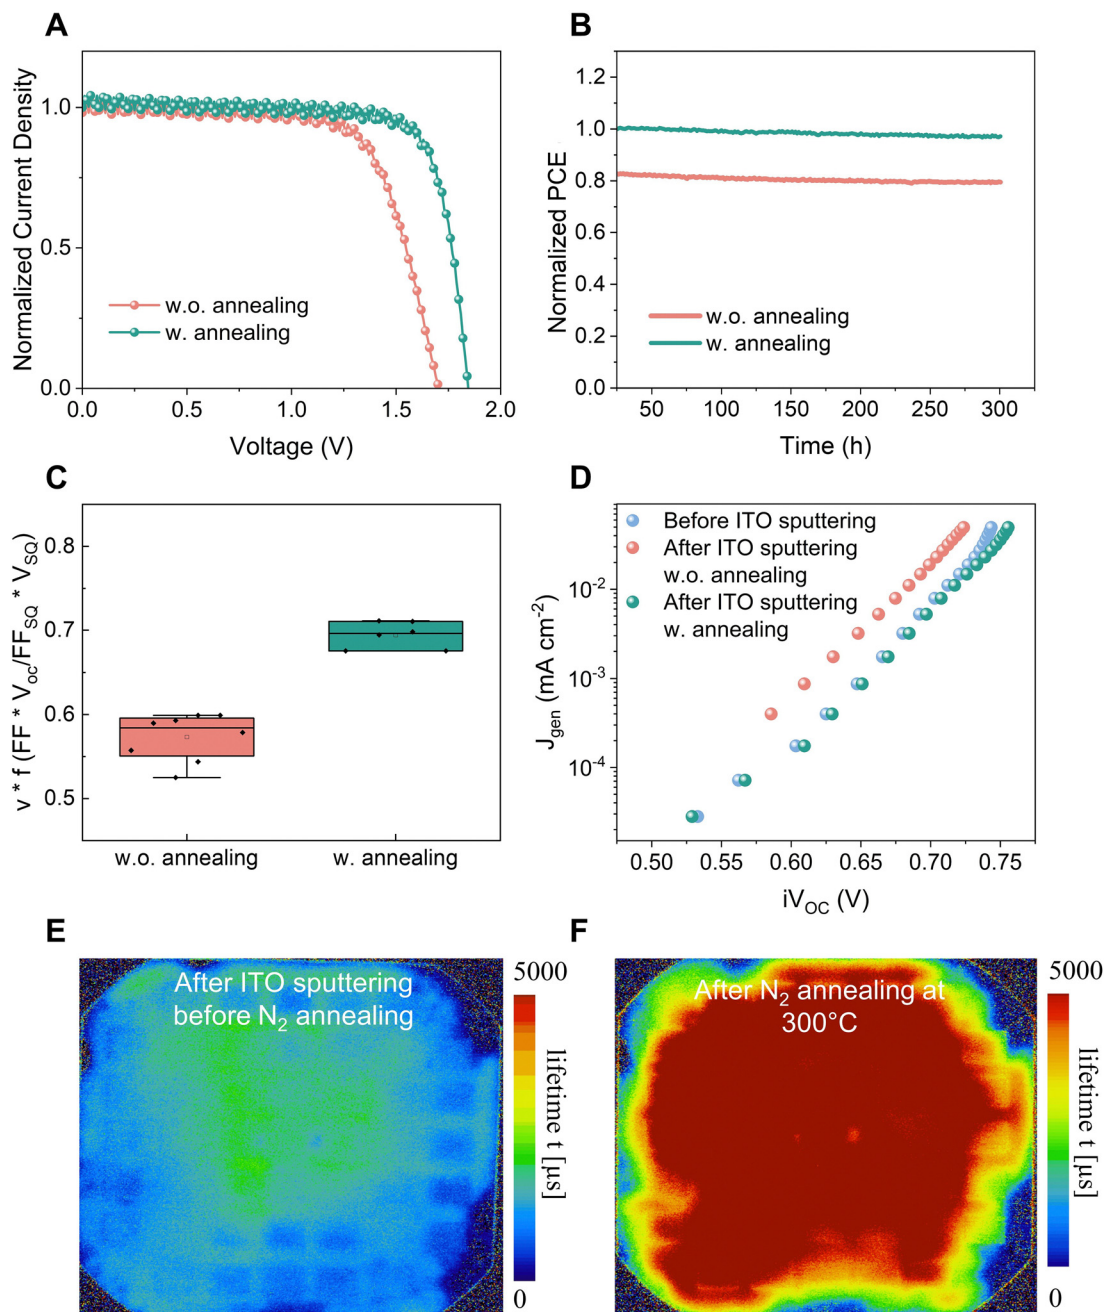 A
Normalized Current Density
1.0
0.5
0.0
w.o. annealing
w. annealing
0.0 0.5 1.0 1.5 2.0
Voltage (V)
B
Normalized PCE
1.2
1.0
0.8
0.6
0.4
0.2
0.0
w.o. annealing
w. annealing
50 100 150 200 250 300
Time (h)
C
v * f (FF * V_oc/FF_SQ * V_SQ)
0.8
0.7
0.6
0.5
w.o. annealing w. annealing
D
J_gen (mA cm⁻²)
Before ITO sputtering
After ITO sputtering
w.o. annealing
After ITO sputtering
w. annealing
10⁻²
10⁻³
10⁻⁴
0.50 0.55 0.60 0.65 0.70 0.75
iV_OC (V)
E
After ITO sputtering
before N₂ annealing
5000
lifetime t [µs]
0
F
After N₂ annealing at
300°C
5000
lifetime t [µs]
0